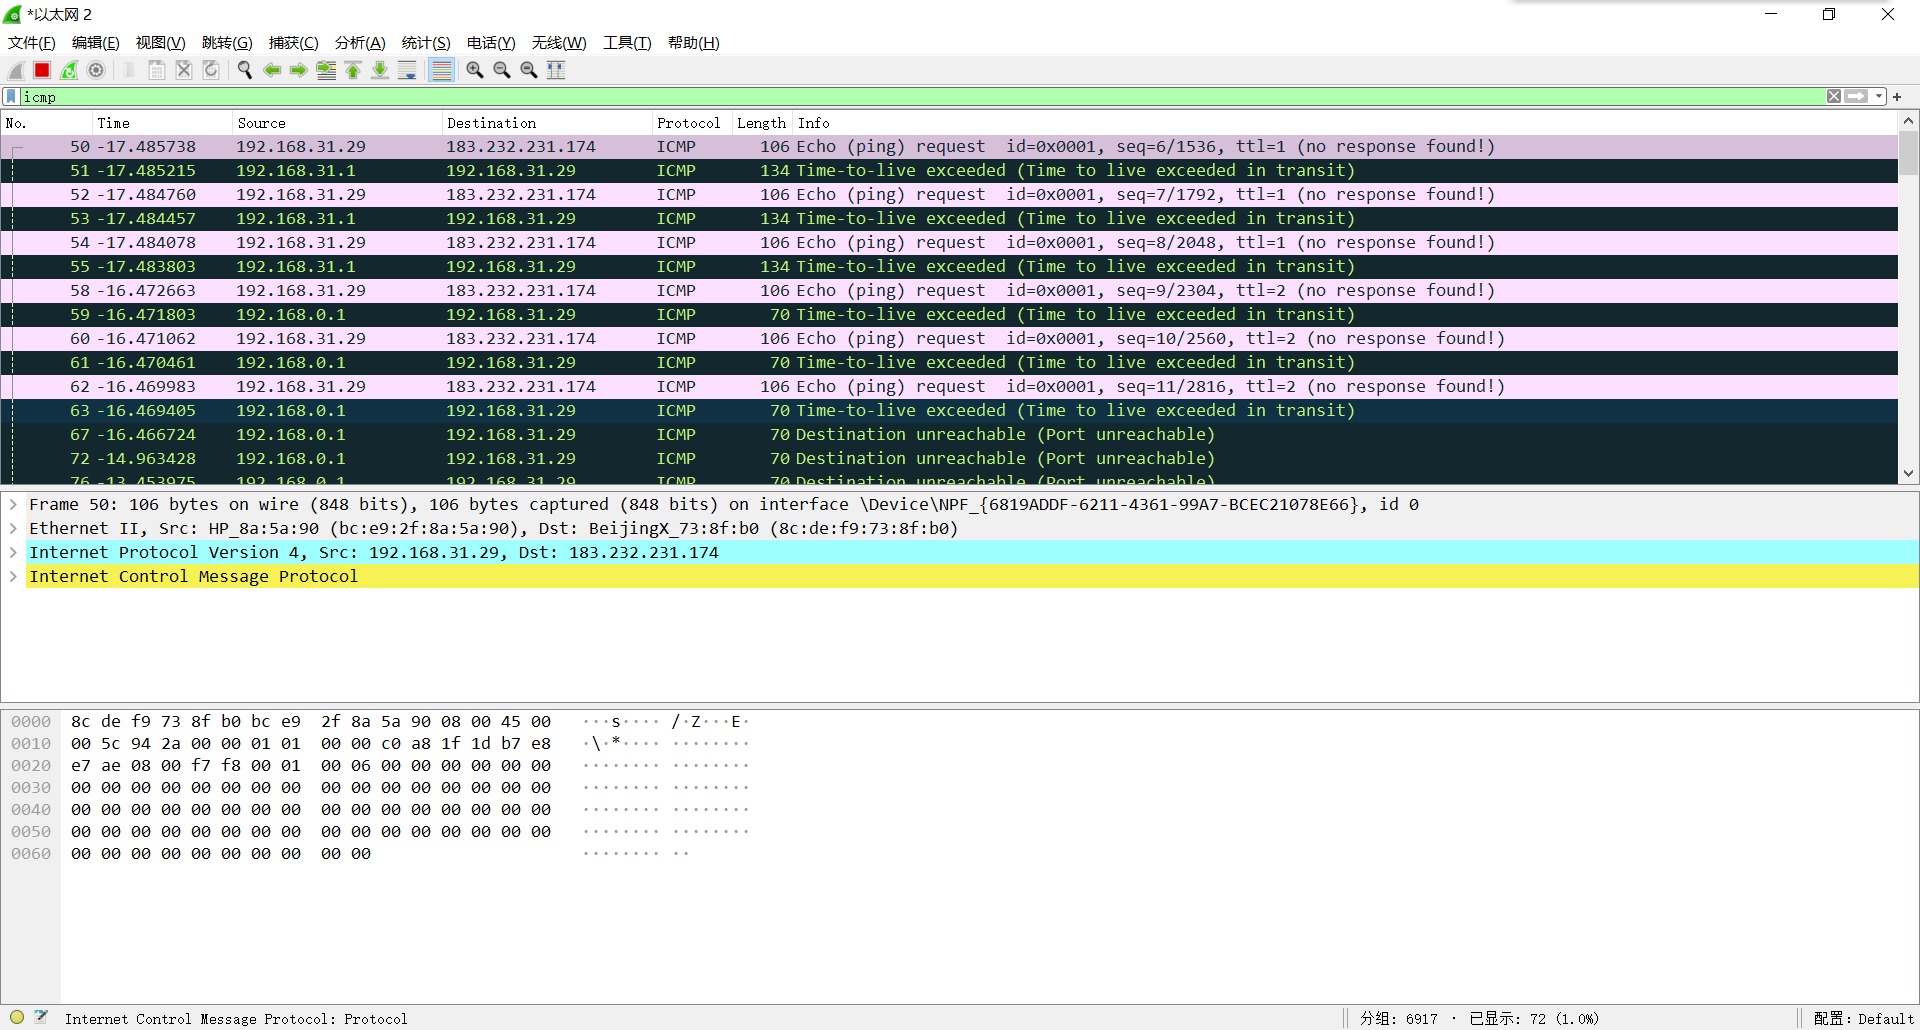 *以太网 2
文件(F) 编辑(E) 视图(V) 跳转(G) 捕获(C) 分析(A) 统计(S) 电话(Y) 无线(W) 工具(T) 帮助(H)
icmp
No. Time Source Destination Protocol Length Info
50 -17.485738 192.168.31.29 183.232.231.174 ICMP 106 Echo (ping) request id=0x0001, seq=6/1536, ttl=1 (no response found!)
51 -17.485215 192.168.31.1 192.168.31.29 ICMP 134 Time-to-live exceeded (Time to live exceeded in transit)
52 -17.484760 192.168.31.29 183.232.231.174 ICMP 106 Echo (ping) request id=0x0001, seq=7/1792, ttl=1 (no response found!)
53 -17.484457 192.168.31.1 192.168.31.29 ICMP 134 Time-to-live exceeded (Time to live exceeded in transit)
54 -17.484078 192.168.31.29 183.232.231.174 ICMP 106 Echo (ping) request id=0x0001, seq=8/2048, ttl=1 (no response found!)
55 -17.483803 192.168.31.1 192.168.31.29 ICMP 134 Time-to-live exceeded (Time to live exceeded in transit)
58 -16.472663 192.168.31.29 183.232.231.174 ICMP 106 Echo (ping) request id=0x0001, seq=9/2304, ttl=2 (no response found!)
59 -16.471803 192.168.0.1 192.168.31.29 ICMP 70 Time-to-live exceeded (Time to live exceeded in transit)
60 -16.471062 192.168.31.29 183.232.231.174 ICMP 106 Echo (ping) request id=0x0001, seq=10/2560, ttl=2 (no response found!)
61 -16.470461 192.168.0.1 192.168.31.29 ICMP 70 Time-to-live exceeded (Time to live exceeded in transit)
62 -16.469983 192.168.31.29 183.232.231.174 ICMP 106 Echo (ping) request id=0x0001, seq=11/2816, ttl=2 (no response found!)
63 -16.469405 192.168.0.1 192.168.31.29 ICMP 70 Time-to-live exceeded (Time to live exceeded in transit)
67 -16.466724 192.168.0.1 192.168.31.29 ICMP 70 Destination unreachable (Port unreachable)
72 -14.963428 192.168.0.1 192.168.31.29 ICMP 70 Destination unreachable (Port unreachable)
76 -13.453975 192.168.0.1 192.168.31.29 ICMP 70 Destination unreachable (Port unreachable)
Frame 50: 106 bytes on wire (848 bits), 106 bytes captured (848 bits) on interface \Device\NPF_{6819ADDF-6211-4361-99A7-BCEC21078E66}, id 0
Ethernet II, Src: HP_8a:5a:90 (bc:e9:2f:8a:5a:90), Dst: BeijingX_73:8f:b0 (8c:de:f9:73:8f:b0)
Internet Protocol Version 4, Src: 192.168.31.29, Dst: 183.232.231.174
Internet Control Message Protocol
0000 8c de f9 73 8f b0 bc e9 2f 8a 5a 90 08 00 45 00 ···s···· /·Z···E·
0010 00 5c 94 2a 00 00 01 01 00 00 c0 a8 1f 1d b7 e8 ·\·*···· ········
0020 e7 ae 08 00 f7 f8 00 01 00 06 00 00 00 00 00 00 ········ ········
0030 00 00 00 00 00 00 00 00 00 00 00 00 00 00 00 00 ········ ········
0040 00 00 00 00 00 00 00 00 00 00 00 00 00 00 00 00 ········ ········
0050 00 00 00 00 00 00 00 00 00 00 00 00 00 00 00 00 ········ ········
0060 00 00 00 00 00 00 00 00 00 00 ········ ··
Internet Control Message Protocol: Protocol 分组: 6917 · 已显示: 72 (1.0%) 配置: Default